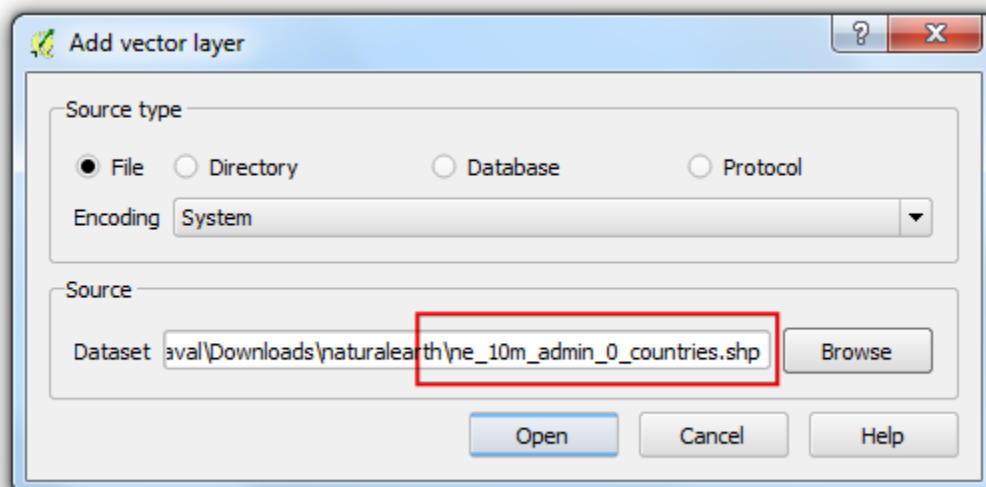 Add vector layer
Source type
File Directory Database Protocol
Encoding System
Source
Dataset aval\Downloads\naturalearth\ne_10m_admin_0_countries.shp Browse
Open Cancel Help